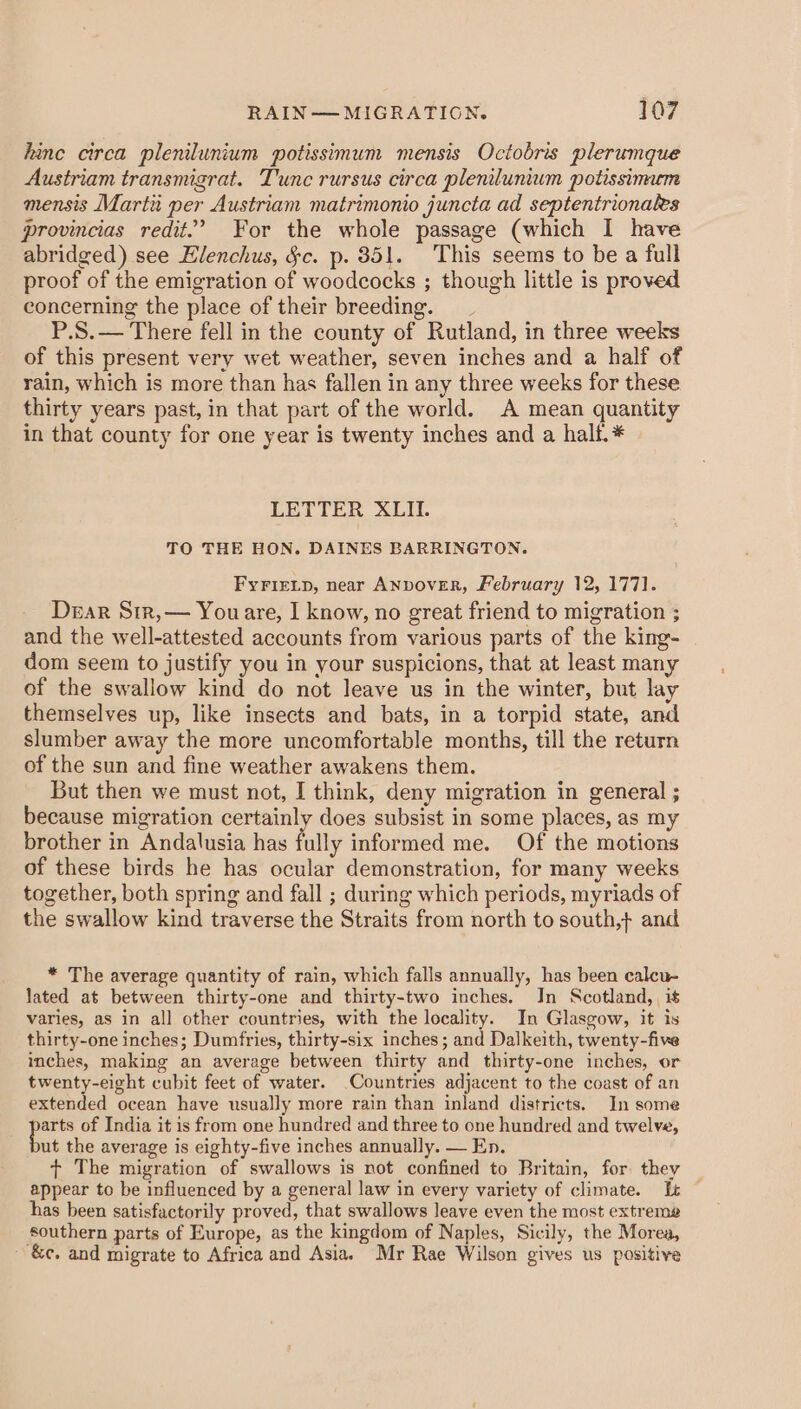 RAIN — MIGRATION. 107
hinc circa plenilunium potissimum mensis Octobris plerumque
Austriam transmigrat. Tunc rursus circa plenilunium potissimum
mensis Martii per Austriam matrimonio juncta ad septentrionales
provincias redit.” For the whole passage (which I have
abridged) see Elenchus, &c. p. 351. This seems to be a full
proof of the emigration of woodcocks ; though little is proved
concerning the place of their breeding.
P.S.— There fell in the county of Rutland, in three weeks
of this present very wet weather, seven inches and a half of
rain, which is more than has fallen in any three weeks for these
thirty years past, in that part of the world. A mean quantity
in that county for one year is twenty inches and a half.*
LETTER XLII.
TO THE HON. DAINES BARRINGTON.
FYFIELD, near ANDOVER, February 12, 1771.
DEAR SIR,— You are, I know, no great friend to migration ;
and the well-attested accounts from various parts of the king-
dom seem to justify you in your suspicions, that at least many
of the swallow kind do not leave us in the winter, but lay
themselves up, like insects and bats, in a torpid state, and
slumber away the more uncomfortable months, till the return
of the sun and fine weather awakens them.
But then we must not, I think, deny migration in general ;
because migration certainly does subsist in some places, as my
brother in Andalusia has fully informed me. Of the motions
of these birds he has ocular demonstration, for many weeks
together, both spring and fall ; during which periods, myriads of
the swallow kind traverse the Straits from north to south,† and
* The average quantity of rain, which falls annually, has been calcu-
lated at between thirty-one and thirty-two inches. In Scotland, it
varies, as in all other countries, with the locality. In Glasgow, it is
thirty-one inches; Dumfries, thirty-six inches; and Dalkeith, twenty-five
inches, making an average between thirty and thirty-one inches, or
twenty-eight cubit feet of water. Countries adjacent to the coast of an
extended ocean have usually more rain than inland districts. In some
parts of India it is from one hundred and three to one hundred and twelve,
but the average is eighty-five inches annually. — ED.
† The migration of swallows is not confined to Britain, for they
appear to be influenced by a general law in every variety of climate. It
has been satisfactorily proved, that swallows leave even the most extreme
southern parts of Europe, as the kingdom of Naples, Sicily, the Morea,
&c. and migrate to Africa and Asia. Mr Rae Wilson gives us positive